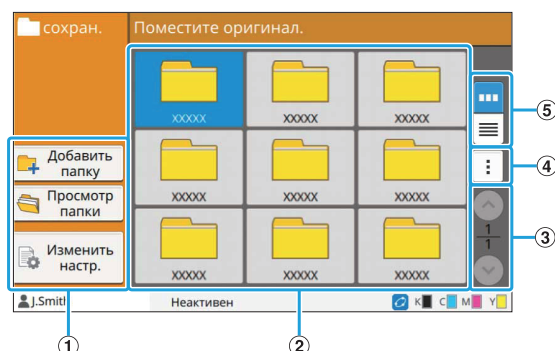 сохран.
Поместите оригинал.
XXXXX XXXXX XXXXX
XXXXX XXXXX XXXXX
XXXXX XXXXX XXXXX
Добавить
папку
Просмотр
папки
Изменить
настр.
1
1
J.Smith
Неактивен
K C M Y
5
4
3
1
2